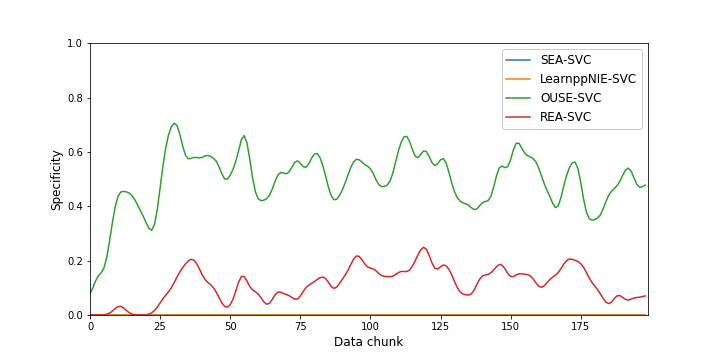 1.0
0.8
0.6
0.4
0.2
0.0
Specificity
0
25
50
75
100
125
150
175
Data chunk
SEA-SVC
LearnppNIE-SVC
OUSE-SVC
REA-SVC